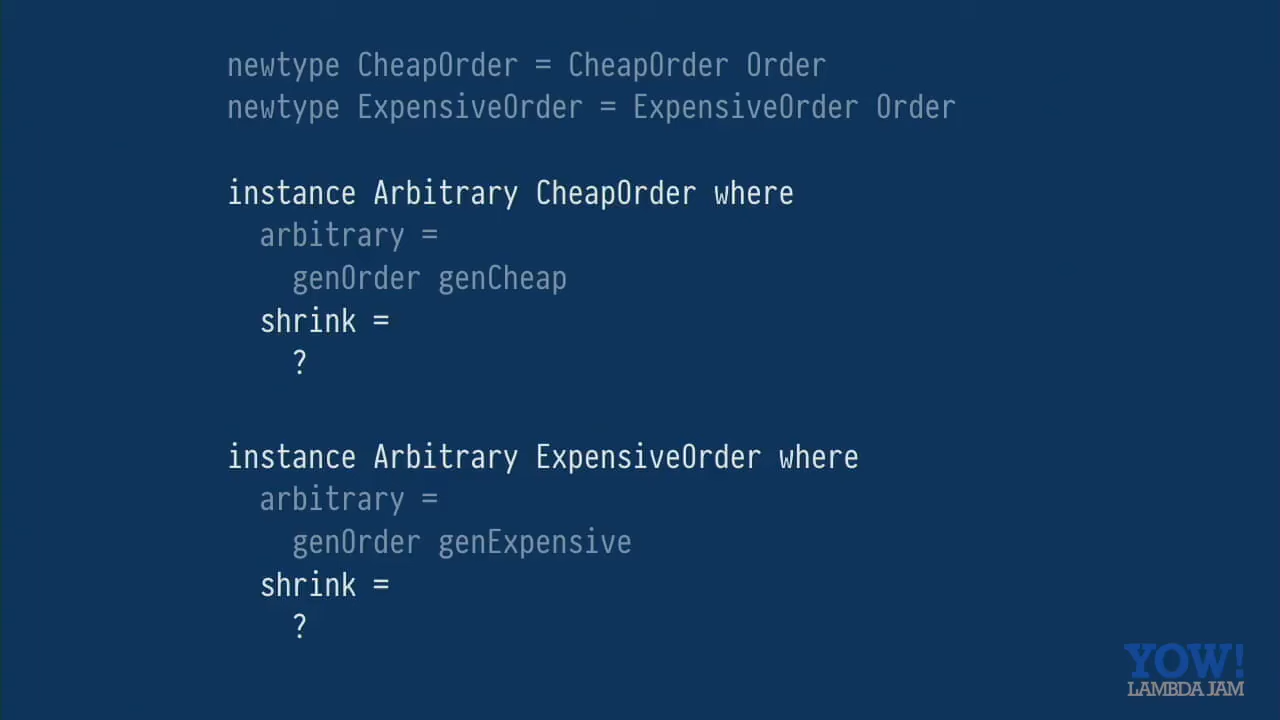 newtype CheapOrder = CheapOrder Order
newtype ExpensiveOrder = ExpensiveOrder Order
instance Arbitrary CheapOrder where
arbitrary =
genOrder genCheap
shrink =
?
instance Arbitrary ExpensiveOrder where
arbitrary =
genOrder genExpensive
shrink =
?
YOW!
LAMBDA JAM